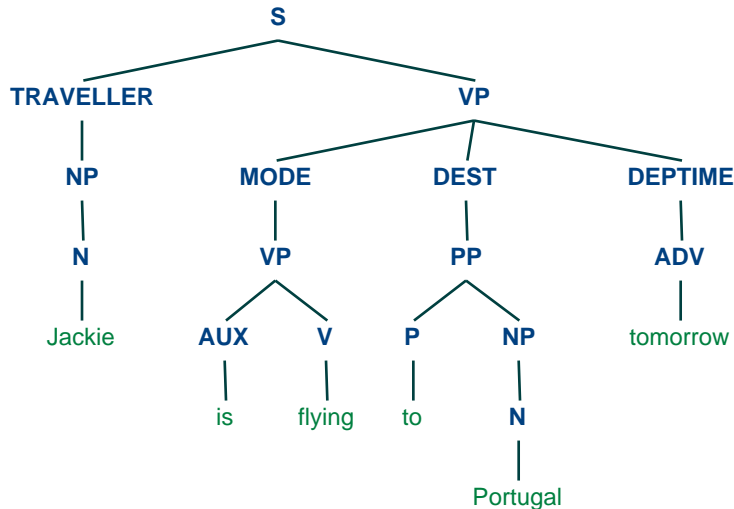 S
TRAVELLER VP
NP MODE DEST DEPTIME
N VP PP ADV
Jackie AUX V P NP tomorrow
is flying to N
Portugal